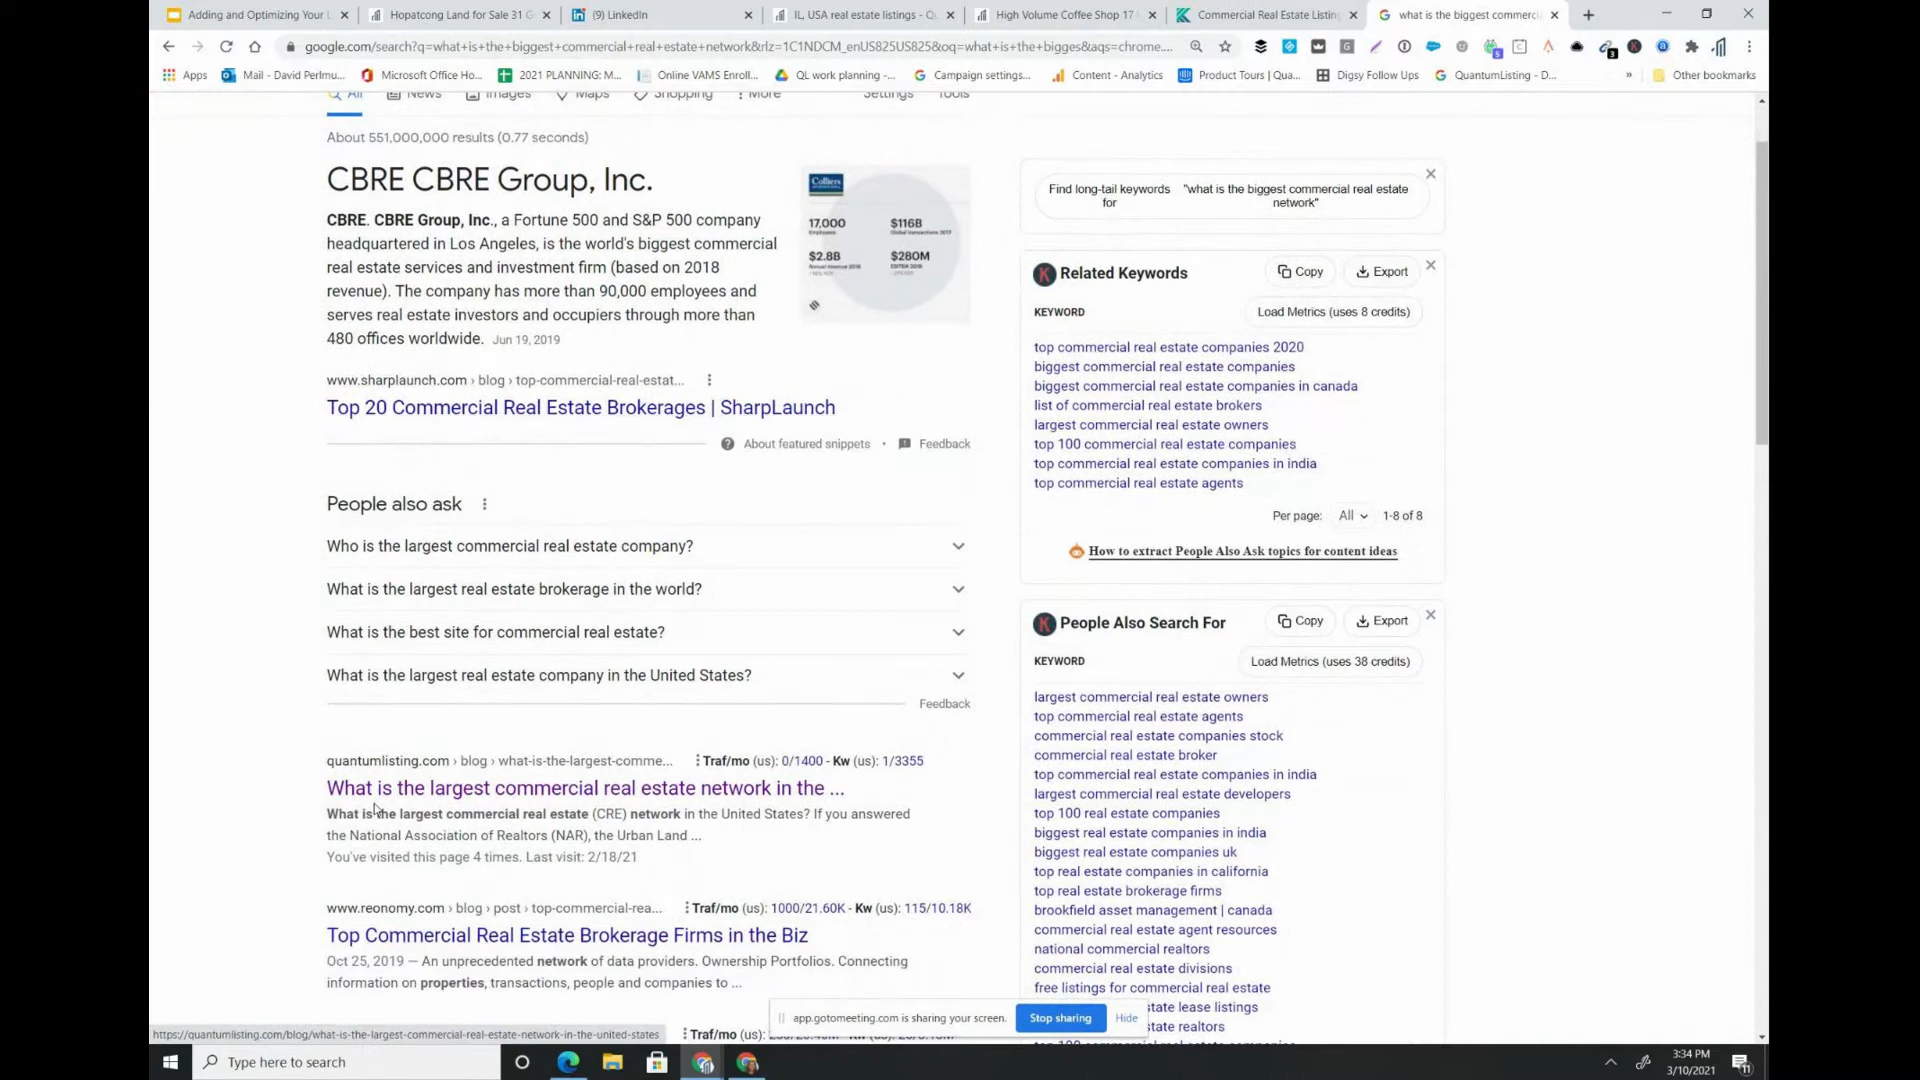 Adding and Optimizing Your L
Hopatcong Land for Sale 31 G
(9) LinkedIn
IL, USA real estate listings - Qu
High Volume Coffee Shop 17
Commercial Real Estate Listing
what is the biggest commerci
google.com/search?q=what+is+the+biggest+commercial+real+estate+network&rlz=1C1NDCM_enUS825US825&oq=what+is+the+bigges&aqs=chrome....
Apps
Mail - David Perlmu...
Microsoft Office Ho...
2021 PLANNING: M...
Online VAMS Enroll...
QL work planning -...
Campaign settings...
Content - Analytics
Product Tours | Qua...
Digsy Follow Ups
QuantumListing - D...
»
Other bookmarks
All
News
Images
Maps
Shopping
More
Settings
Tools
About 551,000,000 results (0.77 seconds)
CBRE CBRE Group, Inc.
CBRE. CBRE Group, Inc., a Fortune 500 and S&P 500 company
headquartered in Los Angeles, is the world's biggest commercial
real estate services and investment firm (based on 2018
revenue). The company has more than 90,000 employees and
serves real estate investors and occupiers through more than
480 offices worldwide. Jun 19, 2019
Colliers
17,000
Employees
$116B
Global transactions 2017
$2.8B
Annual revenue 2018
$280M
EBITDA 2018
www.sharplaunch.com › blog › top-commercial-real-estat...
Top 20 Commercial Real Estate Brokerages | SharpLaunch
About featured snippets • Feedback
People also ask
Who is the largest commercial real estate company?
What is the largest real estate brokerage in the world?
What is the best site for commercial real estate?
What is the largest real estate company in the United States?
Feedback
quantumlisting.com › blog › what-is-the-largest-comme... Traf/mo (us): 0/1400 - Kw (us): 1/3355
What is the largest commercial real estate network in the ...
What is the largest commercial real estate (CRE) network in the United States? If you answered
the National Association of Realtors (NAR), the Urban Land ...
You've visited this page 4 times. Last visit: 2/18/21
www.reonomy.com › blog › post › top-commercial-rea... Traf/mo (us): 1000/21.60K - Kw (us): 115/10.18K
Top Commercial Real Estate Brokerage Firms in the Biz
Oct 25, 2019 — An unprecedented network of data providers. Ownership Portfolios. Connecting
information on properties, transactions, people and companies to ...
https://quantumlisting.com/blog/what-is-the-largest-commercial-real-estate-network-in-the-united-states
Traf/mo (us):
Find long-tail keywords for "what is the biggest commercial real estate network"
Related Keywords
Copy
Export
KEYWORD
Load Metrics (uses 8 credits)
top commercial real estate companies 2020
biggest commercial real estate companies
biggest commercial real estate companies in canada
list of commercial real estate brokers
largest commercial real estate owners
top 100 commercial real estate companies
top commercial real estate companies in india
top commercial real estate agents
Per page: All 1-8 of 8
How to extract People Also Ask topics for content ideas
People Also Search For
Copy
Export
KEYWORD
Load Metrics (uses 38 credits)
largest commercial real estate owners
top commercial real estate agents
commercial real estate companies stock
commercial real estate broker
top commercial real estate companies in india
largest commercial real estate developers
top 100 real estate companies
biggest real estate companies in india
biggest real estate companies uk
top real estate companies in california
top real estate brokerage firms
brookfield asset management | canada
commercial real estate agent resources
national commercial realtors
commercial real estate divisions
free listings for commercial real estate
tate lease listings
tate realtors
app.gotomeeting.com is sharing your screen.
Stop sharing
Hide
Type here to search
3:34 PM
3/10/2021